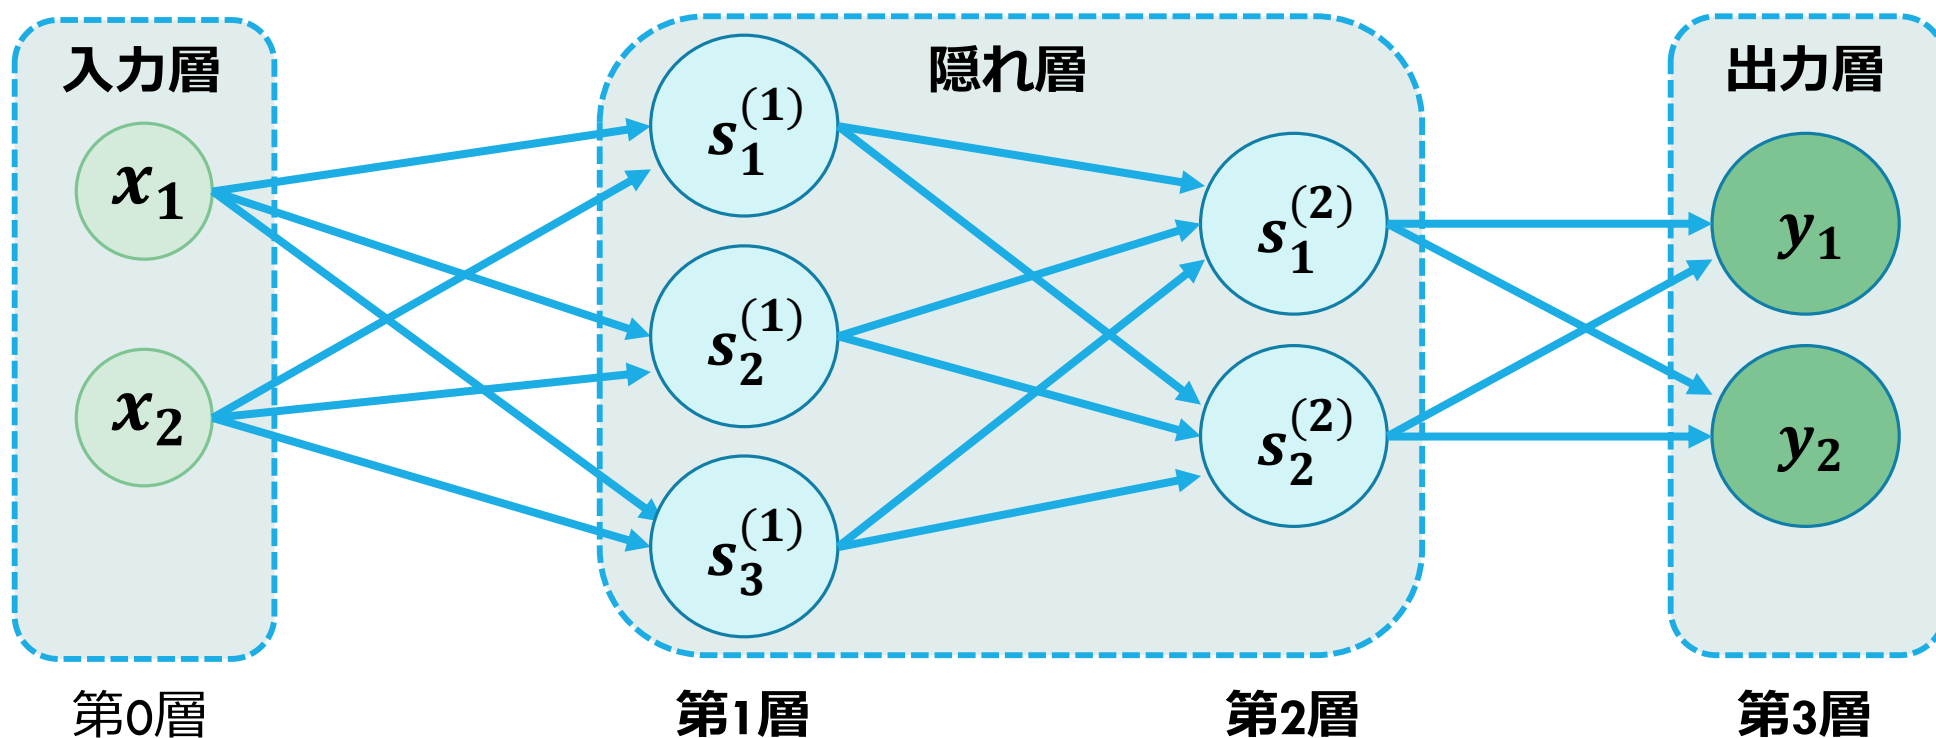 入力層
隠れ層
出力層
x₁
x₂
s₁⁽¹⁾
s₂⁽¹⁾
s₃⁽¹⁾
s₁⁽²⁾
s₂⁽²⁾
y₁
y₂
第0層
第1層
第2層
第3層